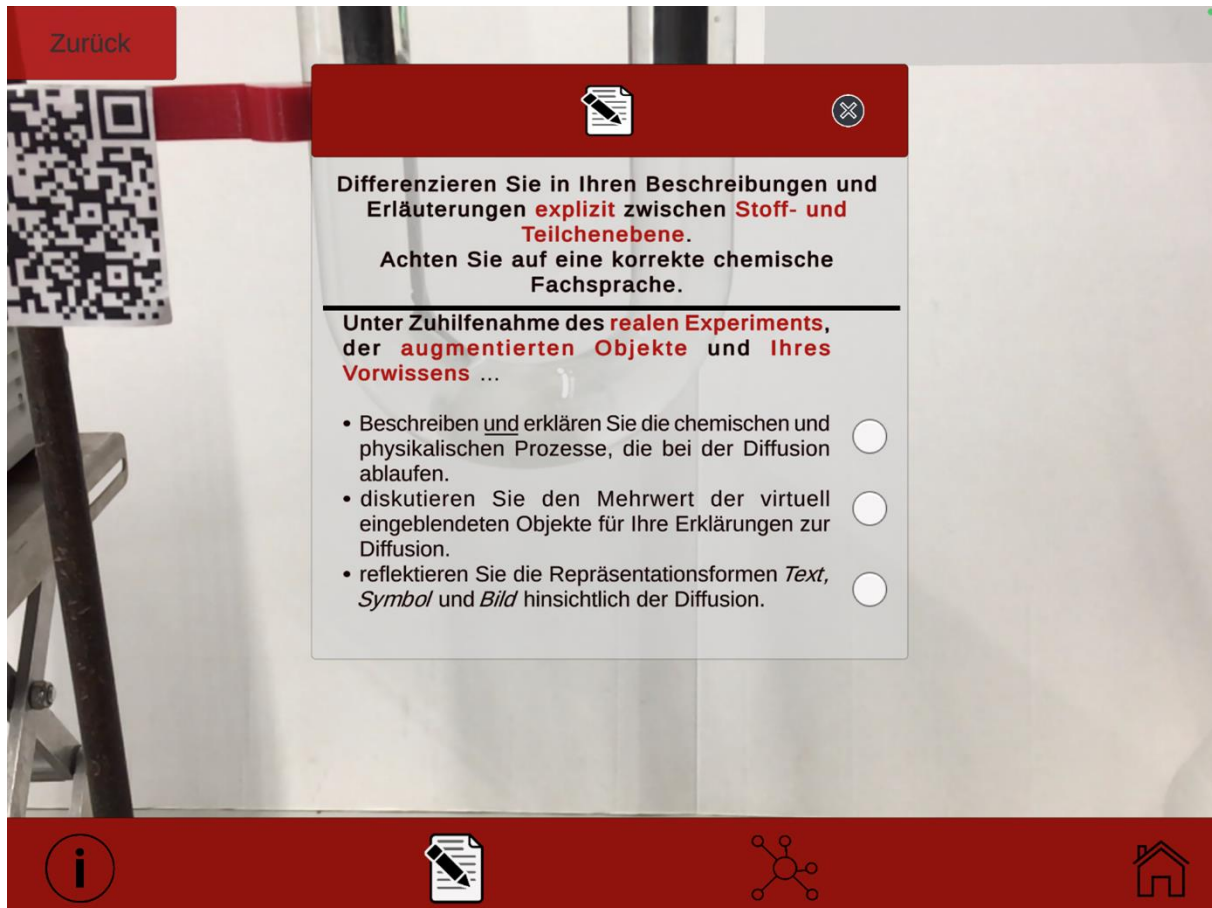 Zurück
Differenzieren Sie in Ihren Beschreibungen und
Erläuterungen explizit zwischen Stoff- und
Teilchenebene.
Achten Sie auf eine korrekte chemische
Fachsprache.
Unter Zuhilfenahme des realen Experiments,
der augmentierten Objekte und Ihres
Vorwissens ...
• Beschreiben und erklären Sie die chemischen und
physikalischen Prozesse, die bei der Diffusion
ablaufen.
• diskutieren Sie den Mehrwert der virtuell
eingeblendeten Objekte für Ihre Erklärungen zur
Diffusion.
• reflektieren Sie die Repräsentationsformen Text,
Symbol und Bild hinsichtlich der Diffusion.
i